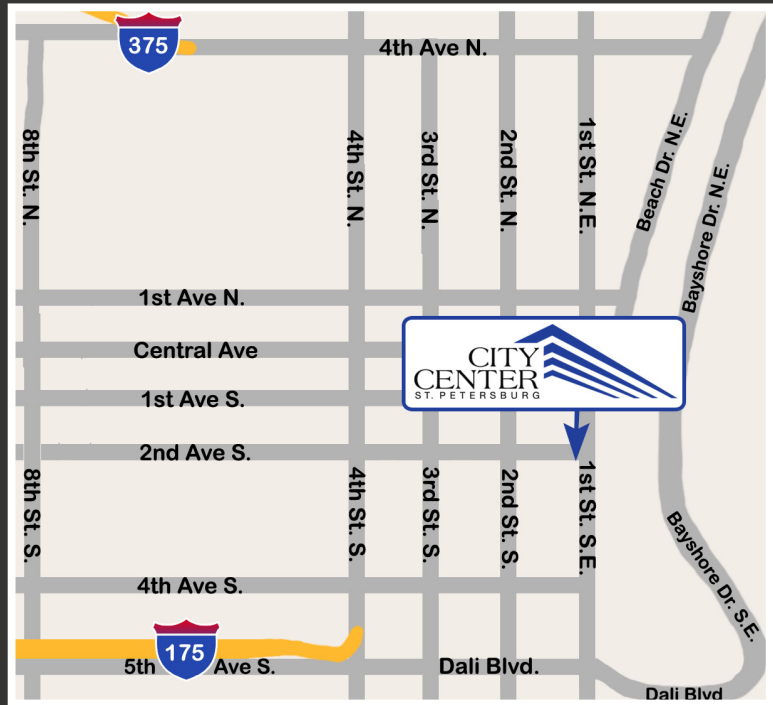 375
4th Ave N.
8th St. N.
4th St. N.
3rd St. N.
2nd St. N.
1st St. N.E.
Beach Dr. N.E.
Bayshore Dr. N.E.
1st Ave N.
Central Ave
CITY
CENTER
ST. PETERSBURG
1st Ave S.
2nd Ave S.
8th St. S.
4th St. S.
3rd St. S.
2nd St. S.
1st St. S.E.
Bayshore Dr. S.E.
4th Ave S.
175
5th Ave S.
Dali Blvd.
Dali Blvd